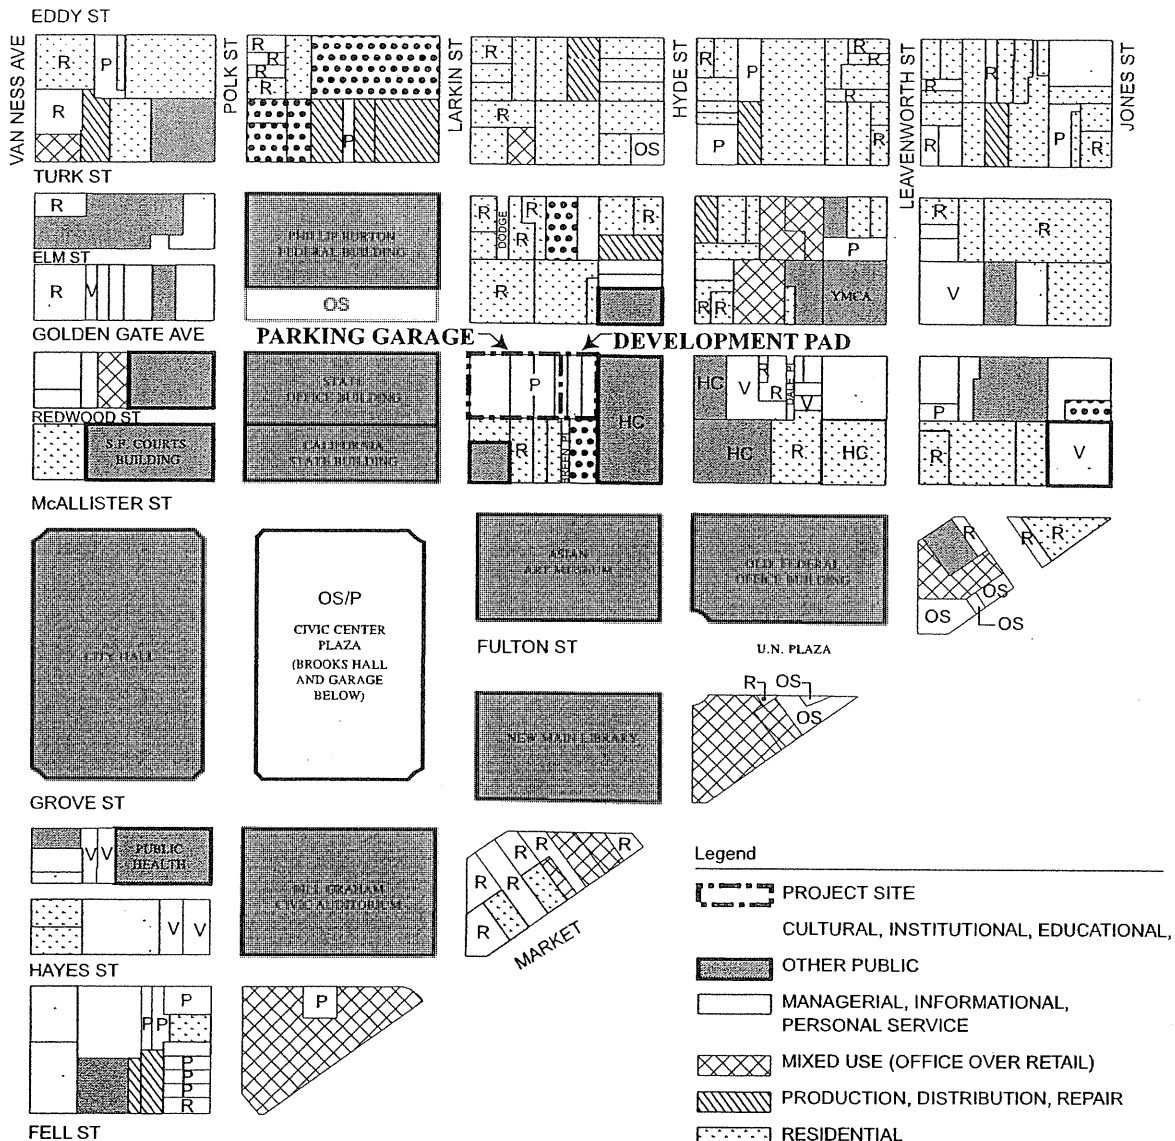 EDDY ST
VAN NESS AVE
POLK ST
LARKIN ST
HYDE ST
LEAVENWORTH ST
JONES ST
R
P
R
R
R
R
P
R
R
OS
R
P
R
R
P
R
R
R
R
P
R
TURK ST
R
PHILLIP BURTON
FEDERAL BUILDING
OS
R
DODGE
R
R
R
R
P
R
R
YMCA
R
R
V
ELM ST
R
V
GOLDEN GATE AVE
PARKING GARAGE
DEVELOPMENT PAD
STATE
OFFICE BUILDING
P
HC
HC
V
R
R
DALE PL
V
P
REDWOOD ST
S.F. COURTS
BUILDING
CALIFORNIA
STATE BUILDING
R
HC
R
HC
R
V
McALLISTER ST
CITY HALL
OS/P
CIVIC CENTER
PLAZA
(BROOKS HALL
AND GARAGE
BELOW)
ASIAN
ART MUSEUM
OLD FEDERAL
OFFICE BUILDING
R
R
R
OS
OS
OS
FULTON ST
U.N. PLAZA
NEW MAIN LIBRARY
R
OS
OS
GROVE ST
V
V
PUBLIC
HEALTH
BILL GRAHAM
CIVIC AUDITORIUM
R
R
R
R
R
R
MARKET
V
V
HAYES ST
P
P
P
P
P
P
R
P
FELL ST
Legend
PROJECT SITE
CULTURAL, INSTITUTIONAL, EDUCATIONAL,
OTHER PUBLIC
MANAGERIAL, INFORMATIONAL,
PERSONAL SERVICE
MIXED USE (OFFICE OVER RETAIL)
PRODUCTION, DISTRIBUTION, REPAIR
RESIDENTIAL